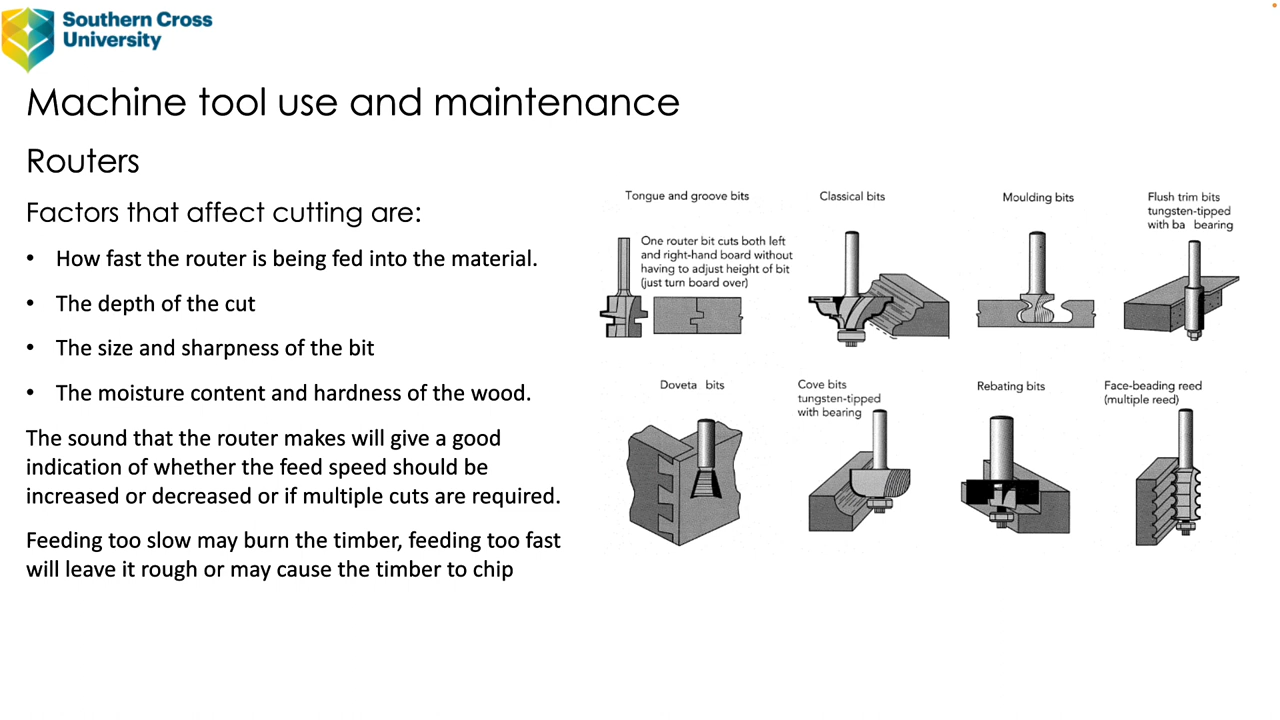 Southern Cross
University
Machine tool use and maintenance
Routers
Factors that affect cutting are:
• How fast the router is being fed into the material.
• The depth of the cut
• The size and sharpness of the bit
• The moisture content and hardness of the wood.
The sound that the router makes will give a good
indication of whether the feed speed should be
increased or decreased or if multiple cuts are required.
Feeding too slow may burn the timber, feeding too fast
will leave it rough or may cause the timber to chip
Tongue and groove bits
One router bit cuts both left
and right-hand board without
having to adjust height of bit
(just turn board over)
Classical bits
Moulding bits
Flush trim bits
tungsten-tipped
with ba bearing
Doveta bits
Cove bits
tungsten-tipped
with bearing
Rebating bits
Face-beading reed
(multiple reed)